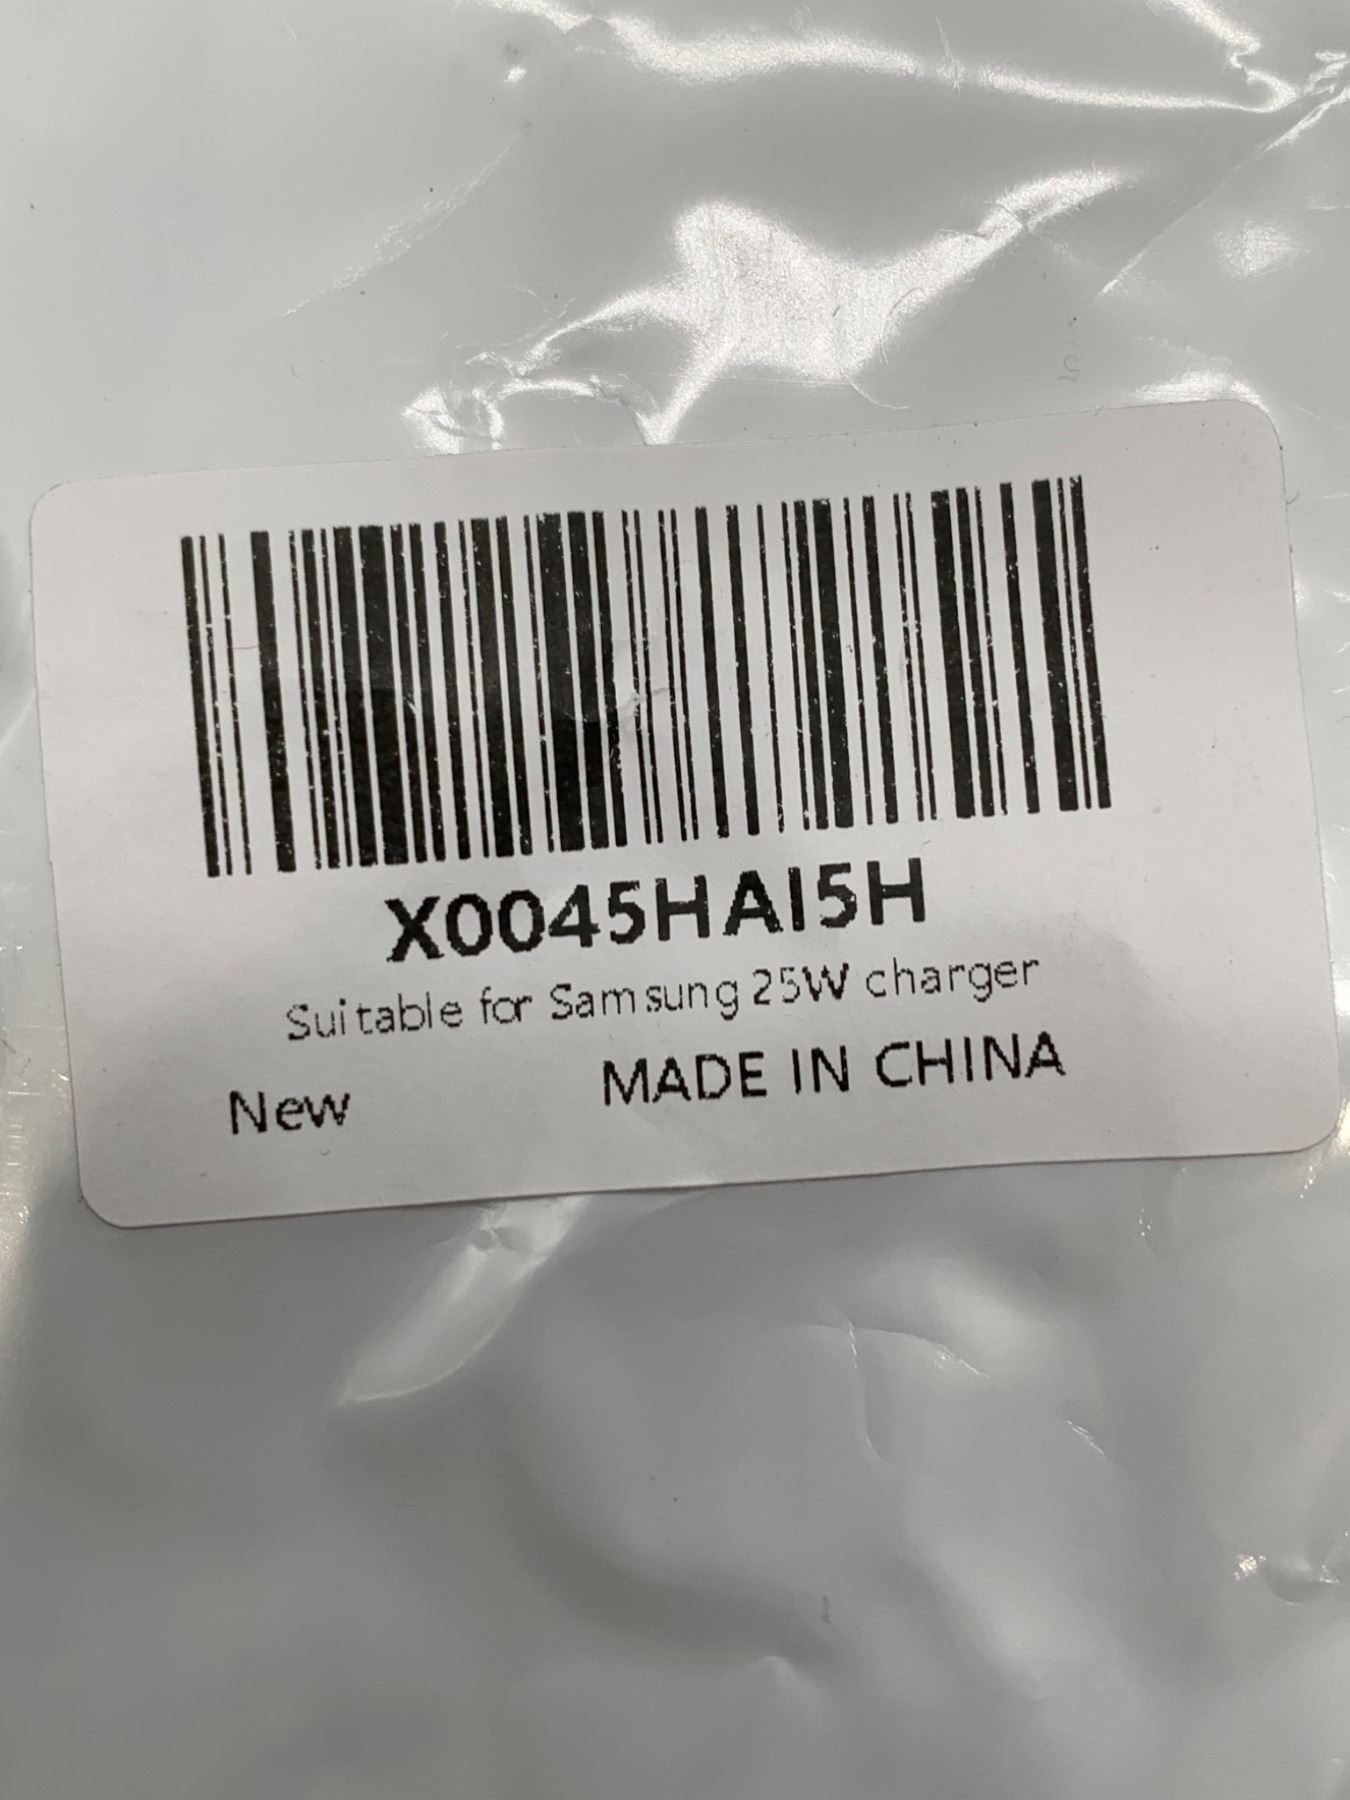 X0045HAI5H
Suitable for Samsung 25W charger
New MADE IN CHINA